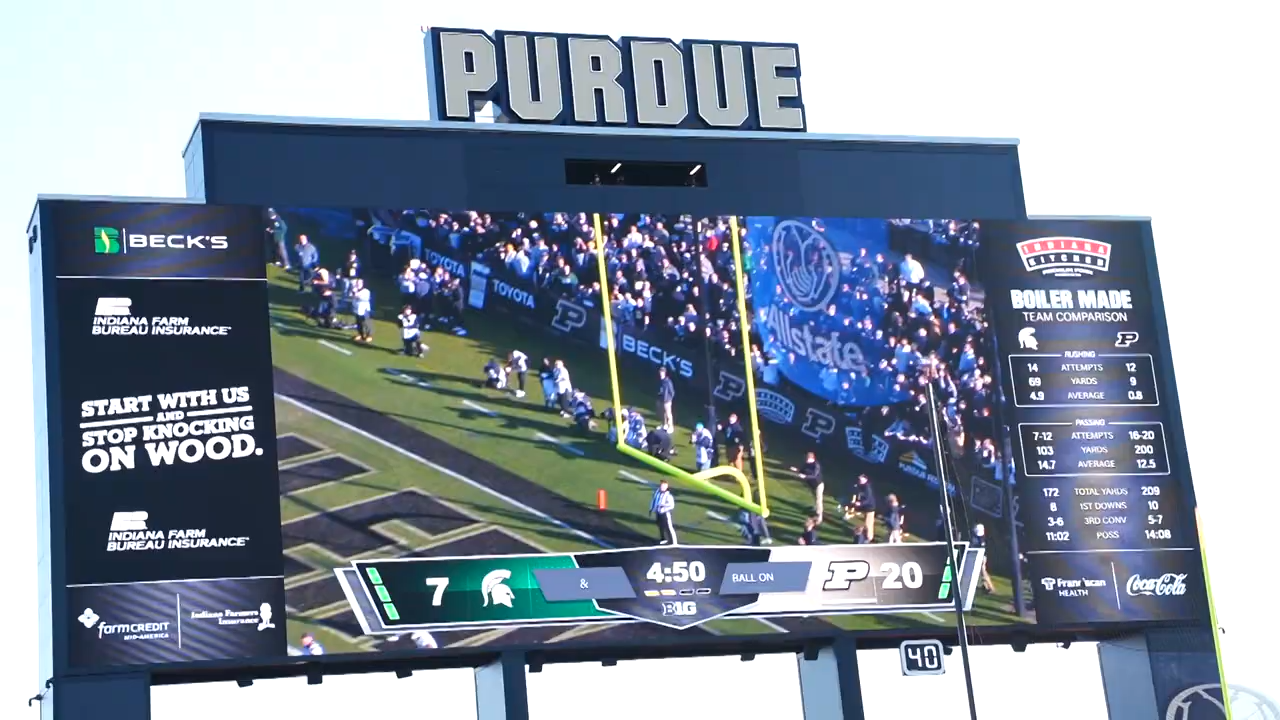 PURDUE
BECK'S
INDIANA FARM
BUREAU INSURANCE
START WITH US
AND
STOP KNOCKING
ON WOOD.
INDIANA FARM
BUREAU INSURANCE
farmCREDIT
MID-AMERICA
Indiana Farmers
Insurance
TOYOTA
TOYOTA
P
BECK'S
P
P
Allstate
7
&
4:50
BALL ON
P 20
B1G
40
INDIANA
KITCHEN
PREMIUM PORK
BOILER MADE
TEAM COMPARISON
P
RUSHING
14 ATTEMPTS 12
69 YARDS 9
4.9 AVERAGE 0.8
PASSING
7-12 ATTEMPTS 16-20
103 YARDS 200
14.7 AVERAGE 12.5
172 TOTAL YARDS 209
8 1ST DOWNS 10
3-6 3RD CONV 5-7
11:02 POSS 14:08
Franciscan
HEALTH
Coca-Cola